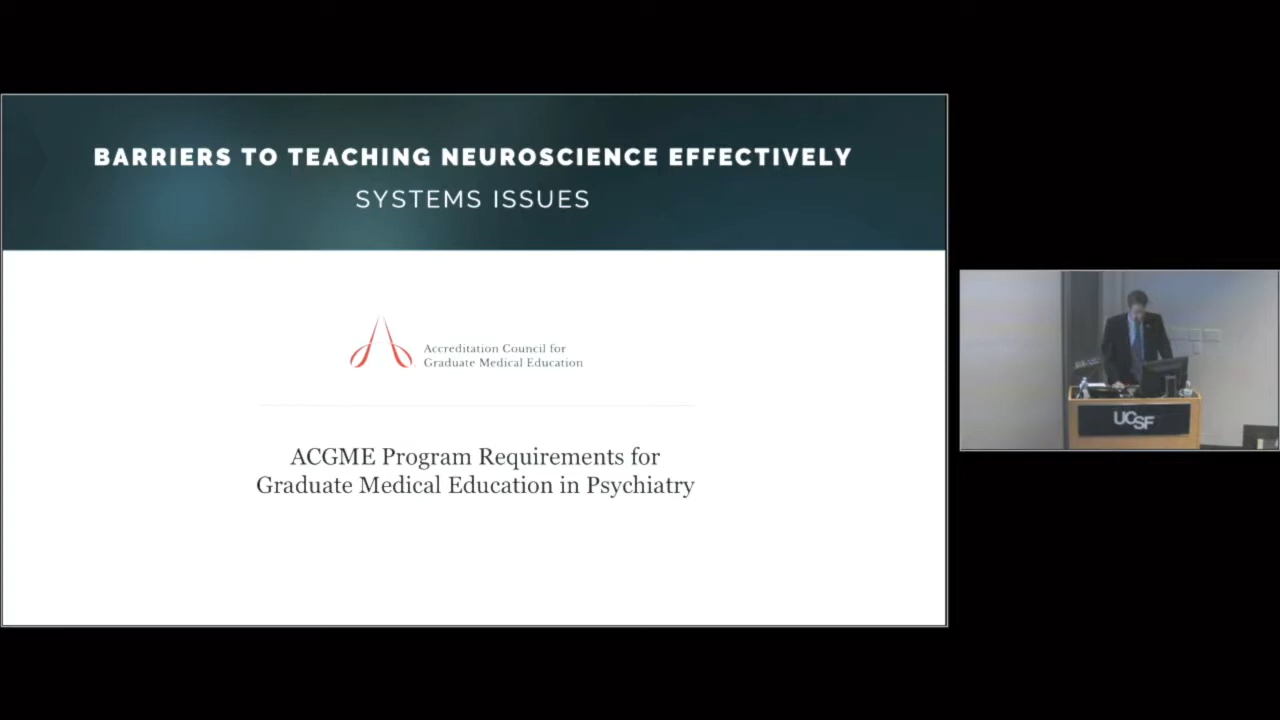 BARRIERS TO TEACHING NEUROSCIENCE EFFECTIVELY
SYSTEMS ISSUES
Accreditation Council for
Graduate Medical Education
ACGME Program Requirements for
Graduate Medical Education in Psychiatry
UCSF